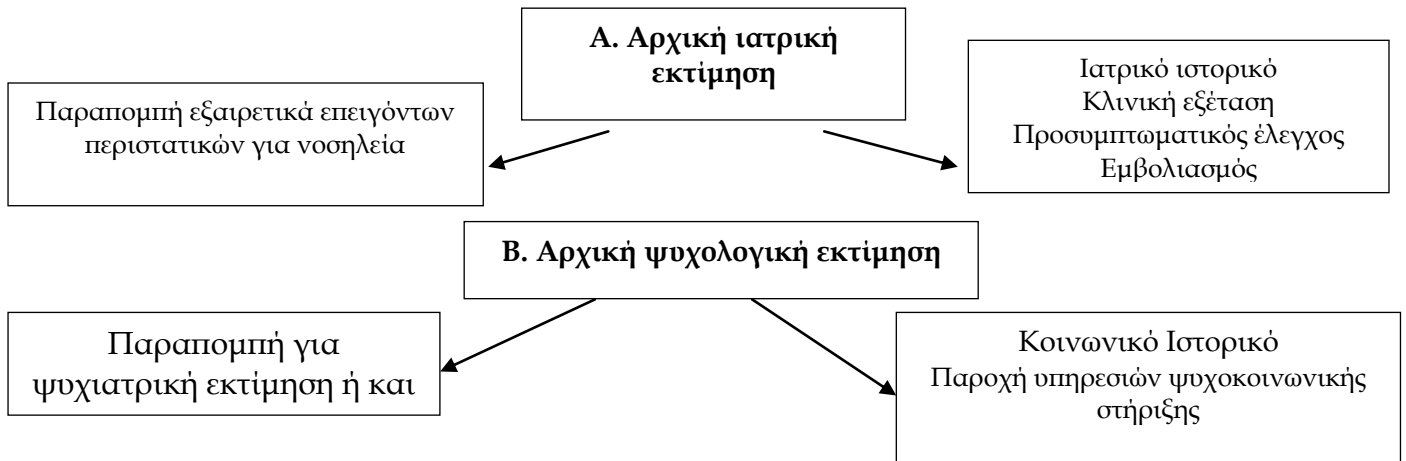 Α. Αρχική ιατρική
εκτίμηση
Παραπομπή εξαιρετικά επειγόντων
περιστατικών για νοσηλεία
Ιατρικό ιστορικό
Κλινική εξέταση
Προσυμπτωματικός έλεγχος
Εμβολιασμός
Β. Αρχική ψυχολογική εκτίμηση
Παραπομπή για
ψυχιατρική εκτίμηση ή και
Κοινωνικό Ιστορικό
Παροχή υπηρεσιών ψυχοκοινωνικής
στήριξης